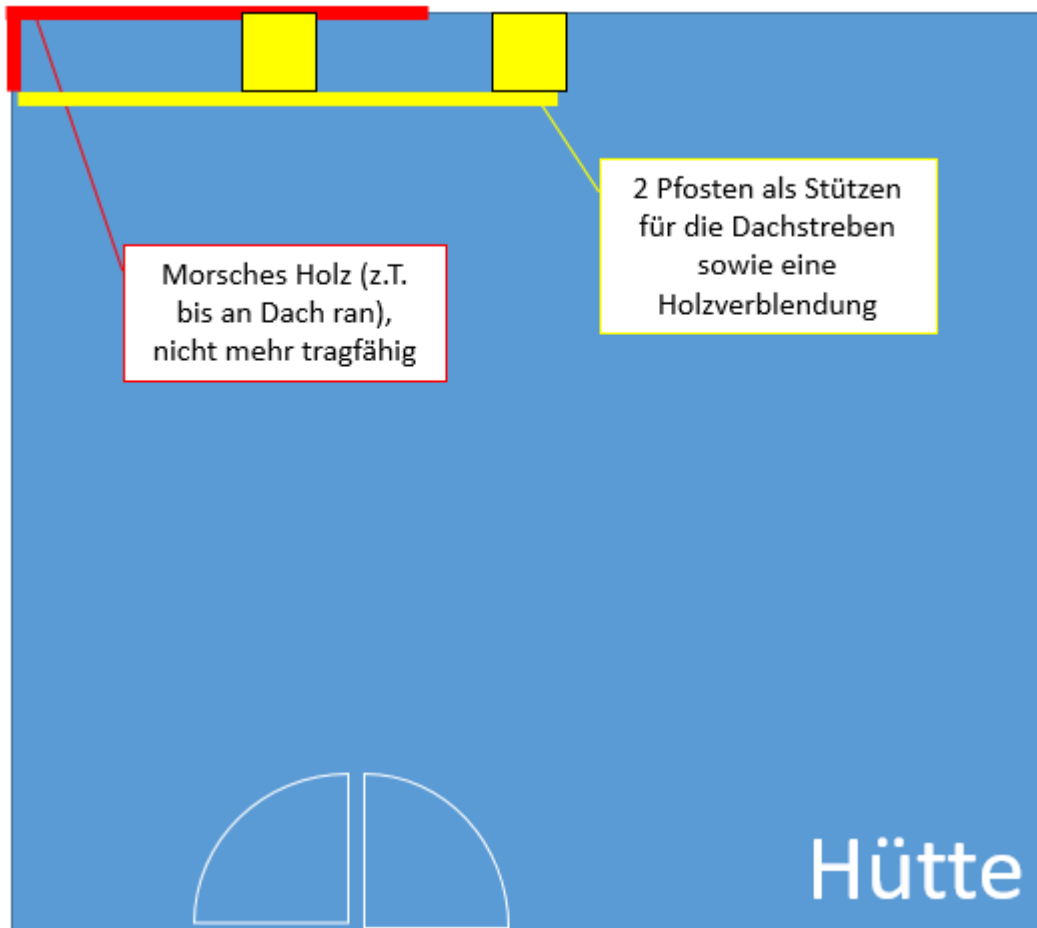 2 Pfosten als Stützen
für die Dachstreben
sowie eine
Holzverblendung
Morsches Holz (z.T.
bis an Dach ran),
nicht mehr tragfähig
Hütte